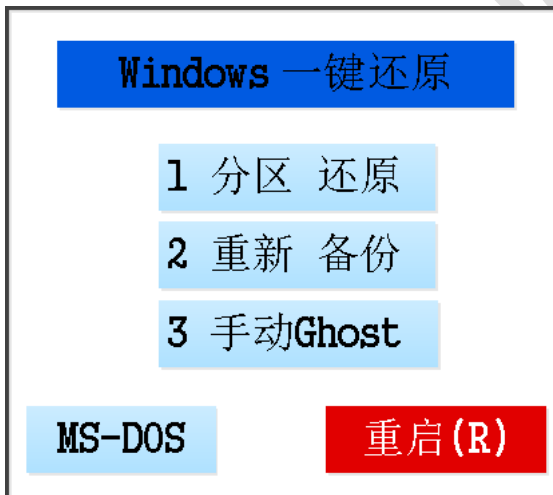 Windows 一键还原
1 分区 还原
2 重新 备份
3 手动Ghost
MS-DOS
重启(R)